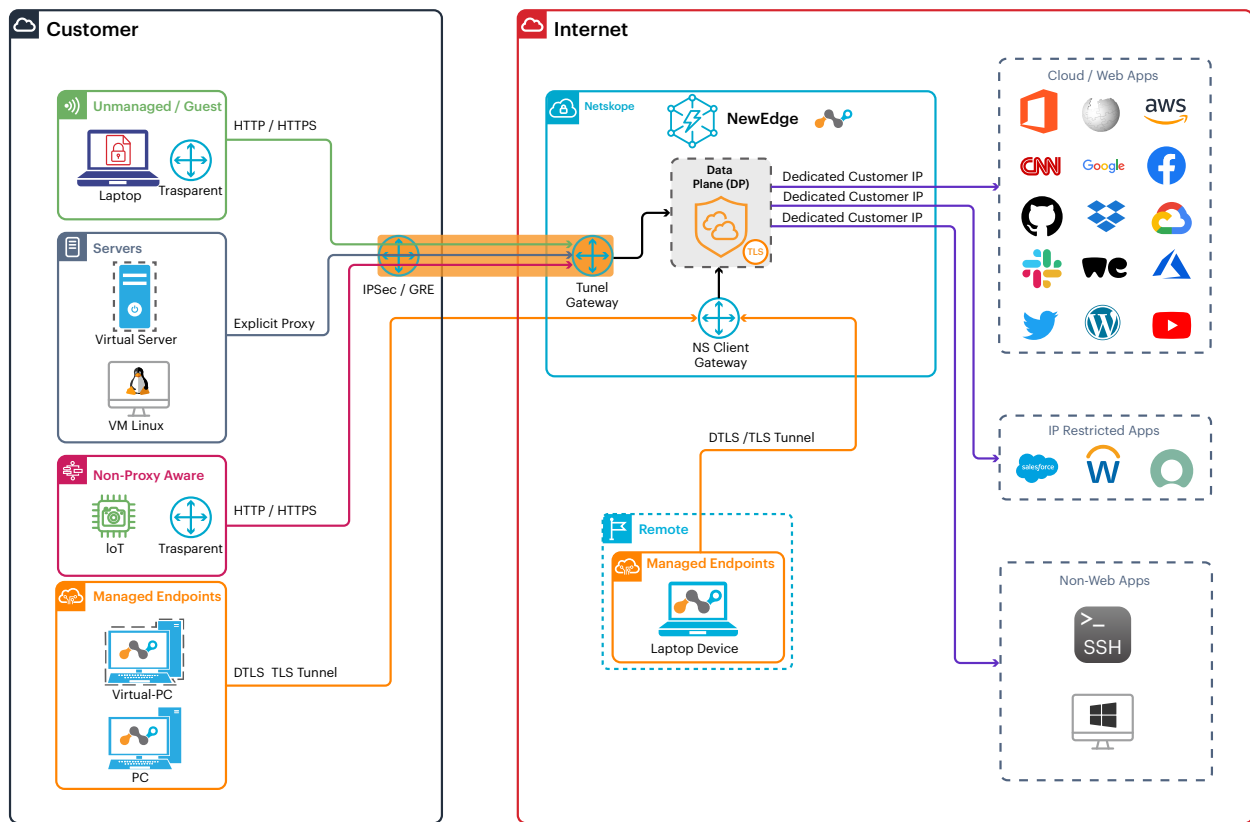 Customer
Unmanaged / Guest
Laptop
Trasparent
HTTP / HTTPS
Servers
Virtual Server
VM Linux
Explicit Proxy
Non-Proxy Aware
IoT
Trasparent
HTTP / HTTPS
Managed Endpoints
Virtual-PC
PC
DTLS TLS Tunnel
IPSec / GRE
Internet
Netskope
NewEdge
Data
Plane (DP)
TLS
Tunel
Gateway
NS Client
Gateway
Dedicated Customer IP
Dedicated Customer IP
Dedicated Customer IP
DTLS /TLS Tunnel
Remote
Managed Endpoints
Laptop Device
Cloud / Web Apps
aws
CNN
Google
we
IP Restricted Apps
salesforce
Non-Web Apps
>_
SSH